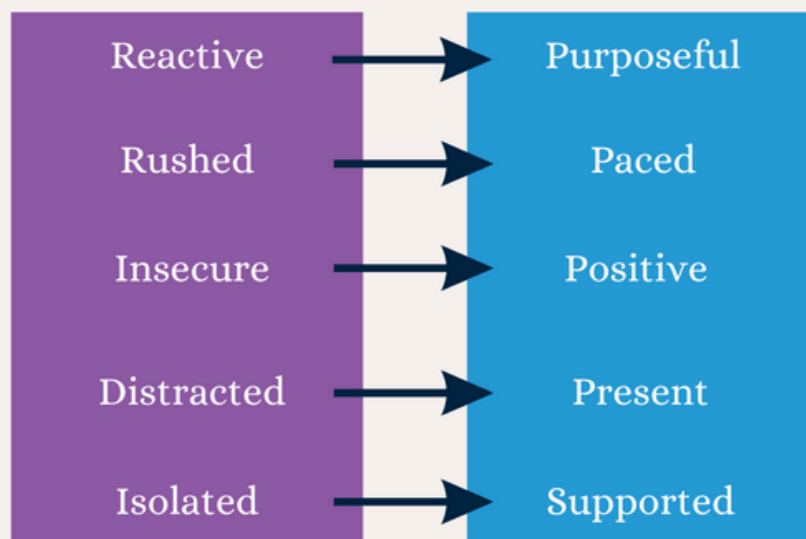 Reactive Purposeful
Rushed Paced
Insecure Positive
Distracted Present
Isolated Supported